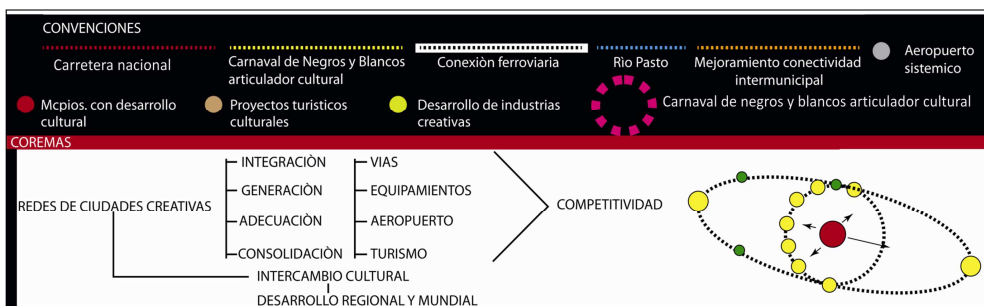 CONVENCIONES
Carretera nacional
Carnaval de Negros y Blancos
articulador cultural
Conexiòn ferroviaria
Rìo Pasto
Mejoramiento conectividad
intermunicipal
Aeropuerto
sistemico
Mcpios. con desarrollo
cultural
Proyectos turisticos
culturales
Desarrollo de industrias
creativas
Carnaval de negros y blancos articulador cultural
COREMAS
REDES DE CIUDADES CREATIVAS
INTEGRACIÒN
GENERACIÒN
ADECUACIÒN
CONSOLIDACIÒN
VIAS
EQUIPAMIENTOS
AEROPUERTO
TURISMO
COMPETITIVIDAD
INTERCAMBIO CULTURAL
DESARROLLO REGIONAL Y MUNDIAL